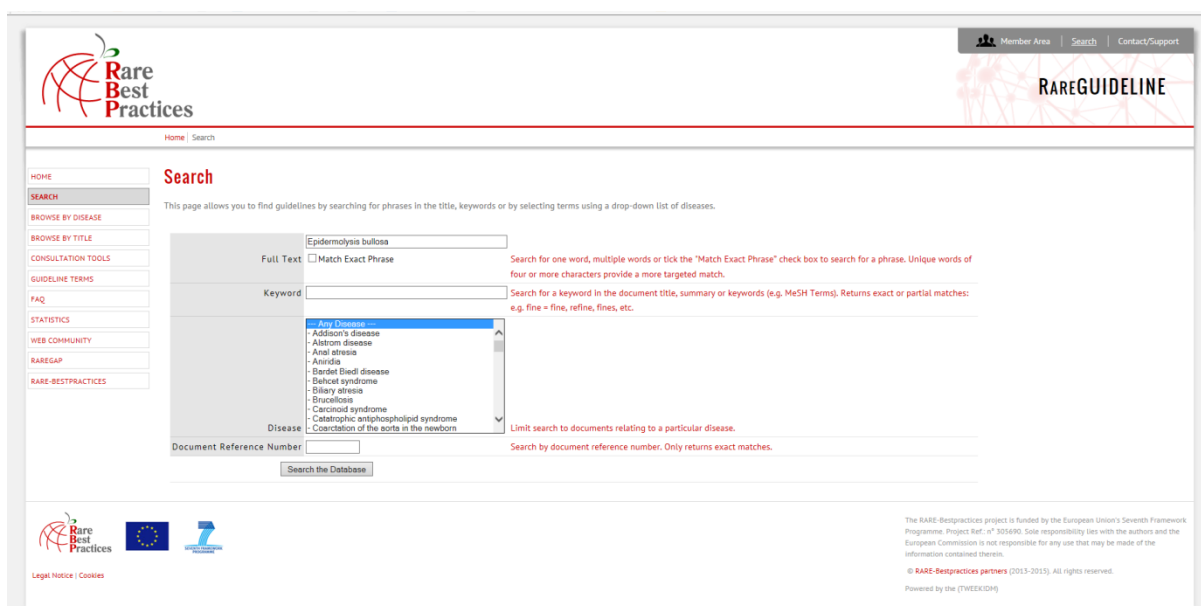 Rare
Best
Practices
Member Area | Search | Contact/Support
RAREGUIDELINE
Home | Search
HOME
SEARCH
BROWSE BY DISEASE
BROWSE BY TITLE
CONSULTATION TOOLS
GUIDELINE TERMS
FAQ
STATISTICS
WEB COMMUNITY
RAREGAP
RARE-BESTPRACTICES
Search
This page allows you to find guidelines by searching for phrases in the title, keywords or by selecting terms using a drop-down list of diseases.
Epidermolysis bullosa
Full Text Match Exact Phrase Search for one word, multiple words or tick the "Match Exact Phrase" check box to search for a phrase. Unique words of
four or more characters provide a more targeted match.
Keyword Search for a keyword in the document title, summary or keywords (e.g. MeSH Terms). Returns exact or partial matches:
e.g. fine = fine, refine, fines, etc.
--- Any Disease ---
- Addison's disease
- Alstrom disease
- Anal atresia
- Aniridia
- Bardet Biedl disease
- Behcet syndrome
- Biliary atresia
- Brucellosis
- Carcinoid syndrome
- Catatrophic antiphospholipid syndrome
- Coarctation of the aorta in the newborn
Disease Limit search to documents relating to a particular disease.
Document Reference Number Search by document reference number. Only returns exact matches.
Search the Database
Rare
Best
Practices
7
SEVENTH FRAMEWORK
PROGRAMME
The RARE-Bestpractices project is funded by the European Union's Seventh Framework
Programme. Project Ref.: n° 305690. Sole responsibility lies with the authors and the
European Commission is not responsible for any use that may be made of the
information contained therein.
Legal Notice | Cookies
© RARE-Bestpractices partners (2013-2015). All rights reserved.
Powered by the (TWEEKIDM)